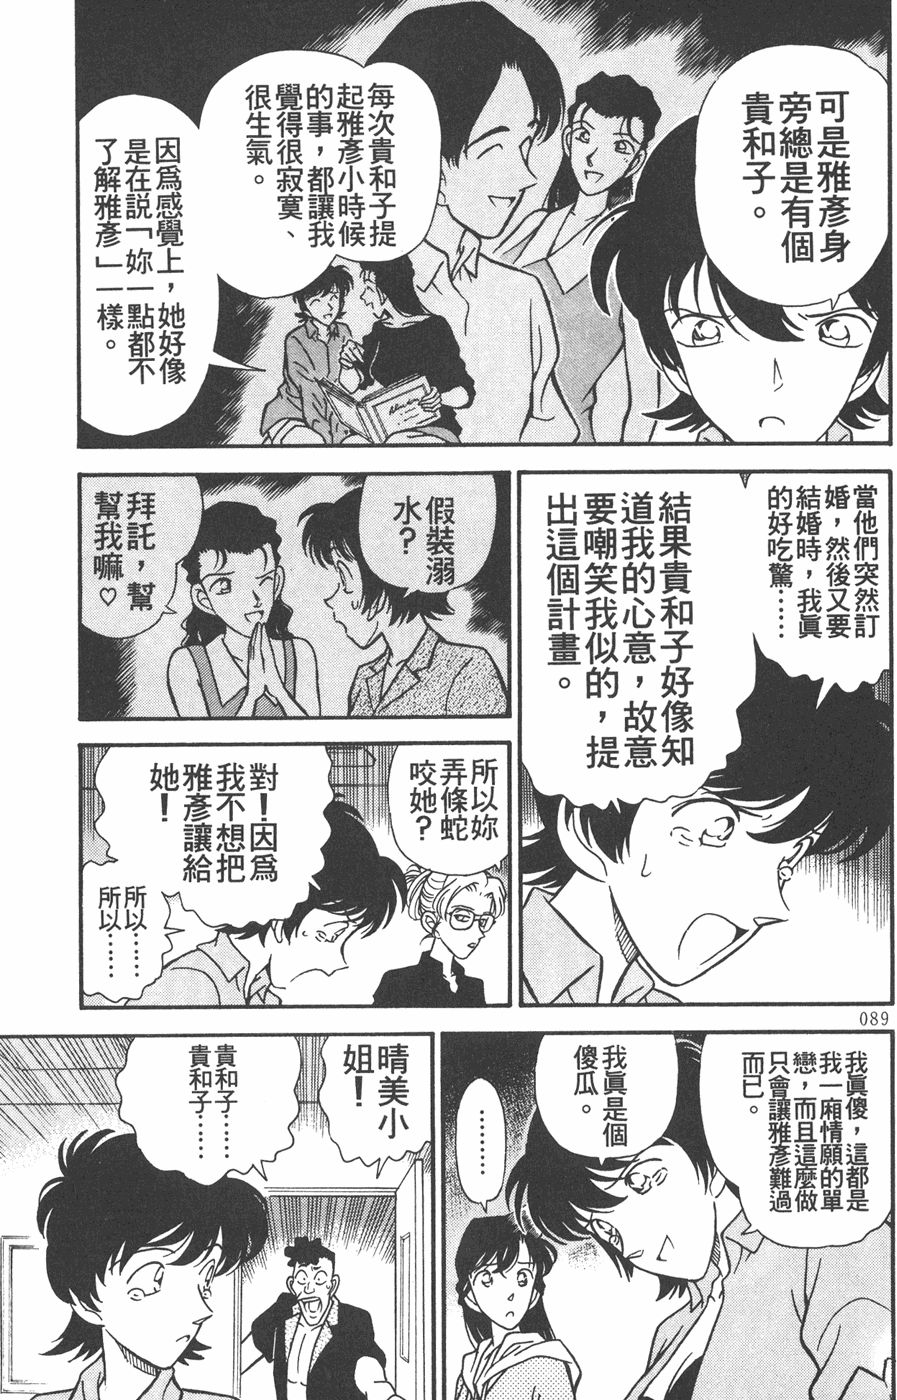 可是雅彥身
旁總是有個
貴和子。
每次貴和子提
起雅彥小時候
的事，都讓我
覺得很寂寞、
很生氣。
因為感覺上，她好像
是在説「妳一點都不
了解雅彥」一樣。
當他們突然訂
婚，然後又要
結婚時，我眞
的好吃驚……
結果貴和子好像知
道我的心意，故意
要嘲笑我似的，提
出這個計畫。
假裝溺
水？
拜託，幫
幫我嘛♡
所以妳
弄條蛇
咬她？
對！因為
我不想把
雅彥讓給
她！
所以……
所以……
089
我眞傻，這都是
我一廂情願的單
戀，而且這麼做
只會讓雅彥難過
而已。
我眞是個
傻瓜。
……
晴美小
姐！
貴和子……
貴和子……